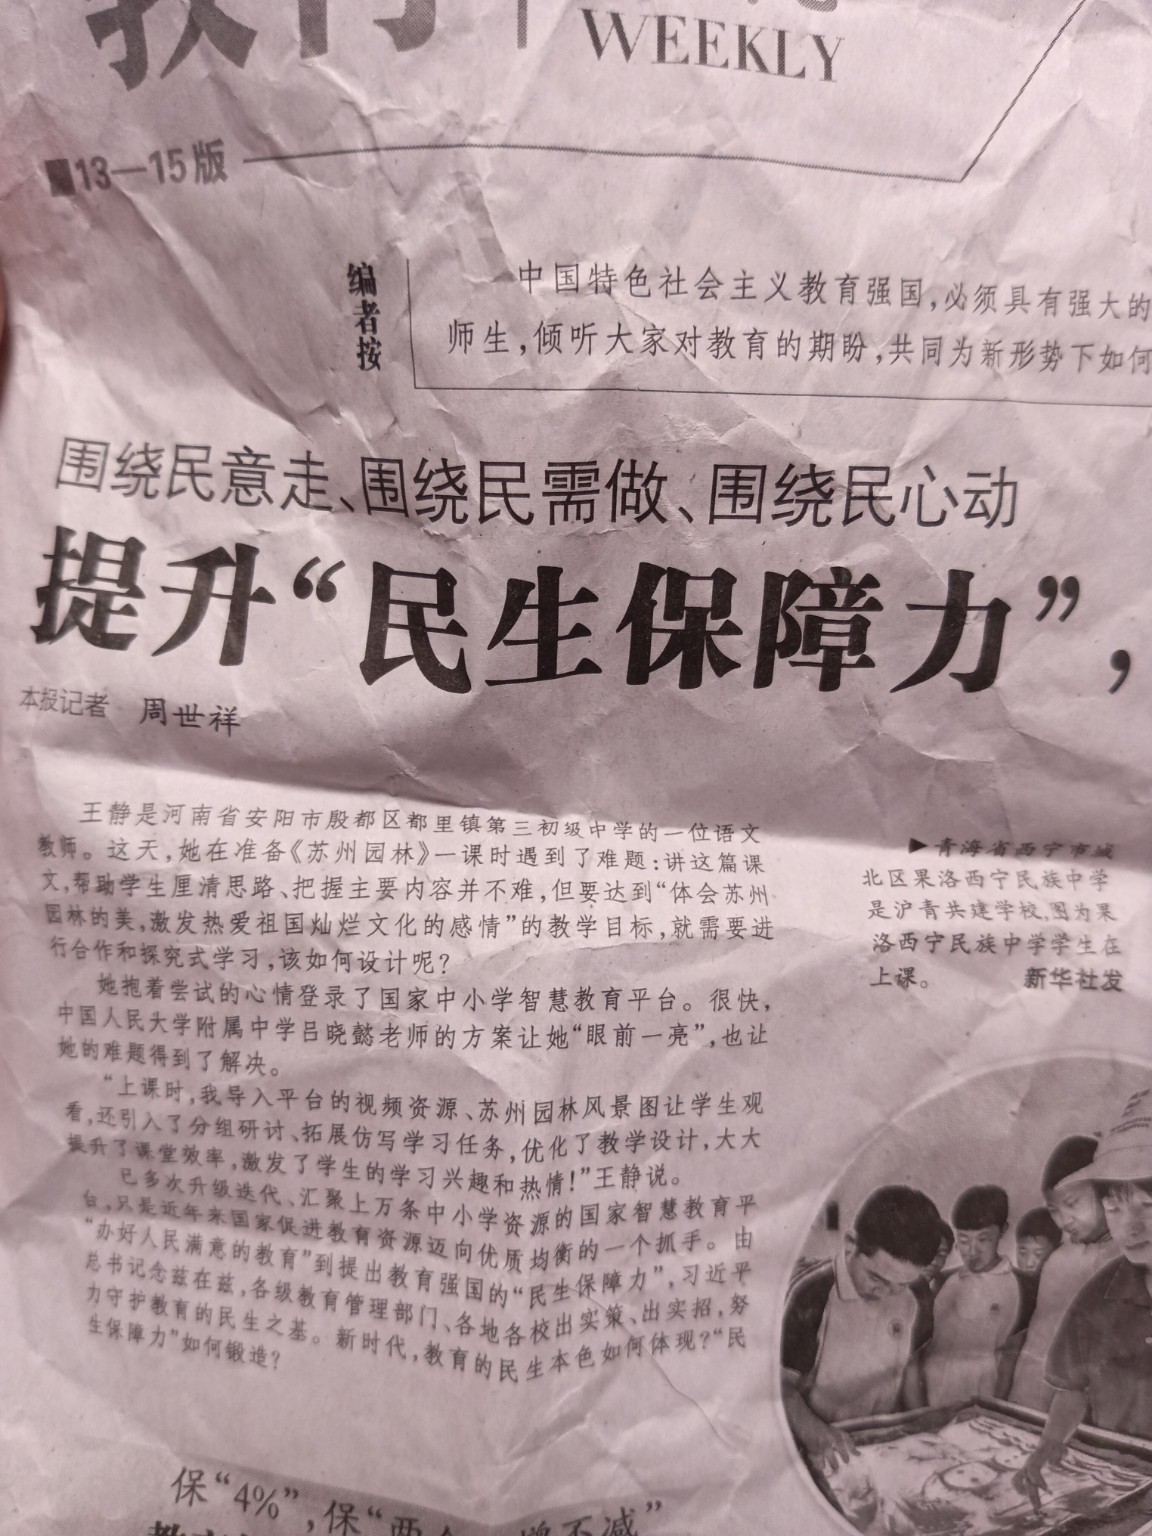 教育
WEEKLY
13—15版
编者按
中国特色社会主义教育强国,必须具有强大的
师生,倾听大家对教育的期盼,共同为新形势下如何
围绕民意走、围绕民需做、围绕民心动
提升“民生保障力”,
本报记者 周世祥
王静是河南省安阳市殷都区都里镇第三初级中学的一位语文
教师。这天,她在准备《苏州园林》一课时遇到了难题:讲这篇课
文,帮助学生厘清思路、把握主要内容并不难,但要达到“体会苏州
园林的美,激发热爱祖国灿烂文化的感情”的教学目标,就需要进
行合作和探究式学习,该如何设计呢?
她抱着尝试的心情登录了国家中小学智慧教育平台。很快,
中国人民大学附属中学吕晓懿老师的方案让她“眼前一亮”,也让
她的难题得到了解决。
“上课时,我导入平台的视频资源、苏州园林风景图让学生观
看,还引入了分组研讨、拓展仿写学习任务,优化了教学设计,大大
提升了课堂效率,激发了学生的学习兴趣和热情!”王静说。
已多次升级迭代、汇聚上万条中小学资源的国家智慧教育平
台,只是近年来国家促进教育资源迈向优质均衡的一个抓手。由
“办好人民满意的教育”到提出教育强国的“民生保障力”,习近平
总书记念兹在兹,各级教育管理部门、各地各校出实策、出实招,努
力守护教育的民生之基。新时代,教育的民生本色如何体现?“民
生保障力”如何锻造?
▶青海省西宁市城
北区果洛西宁民族中学
是沪青共建学校,图为果
洛西宁民族中学学生在
上课。 新华社发
保“4%”,保“两个 不减”